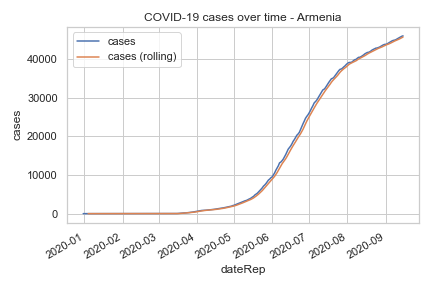 COVID-19 cases over time - Armenia
cases
cases (rolling)
40000
30000
20000
10000
0
cases
2020-01
2020-02
2020-03
2020-04
2020-05
2020-06
2020-07
2020-08
2020-09
dateRep